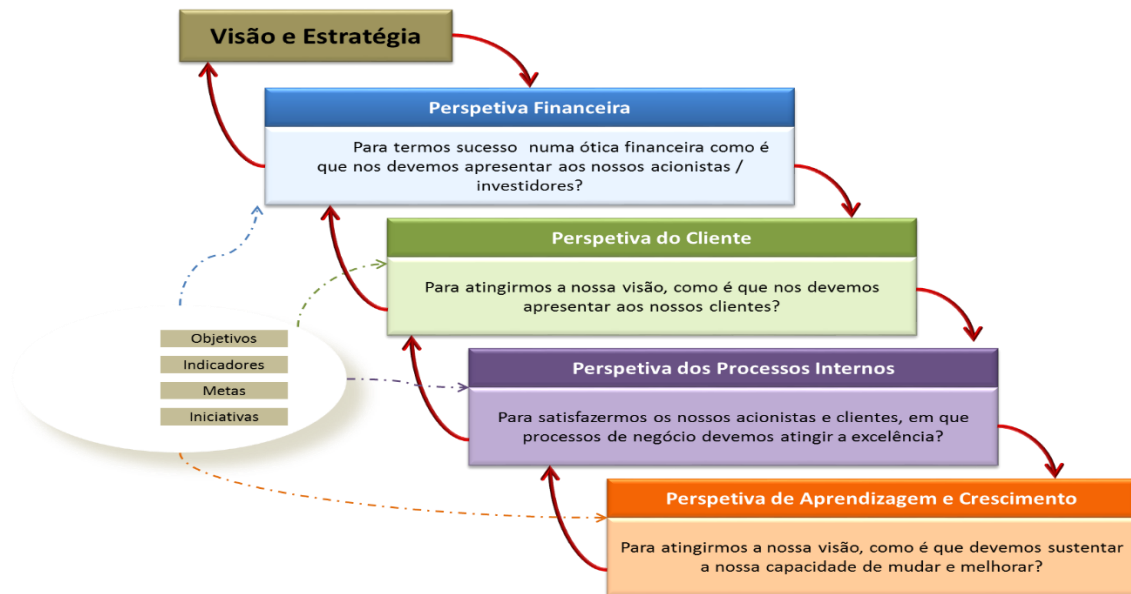 Visão e Estratégia
Perspetiva Financeira
Para termos sucesso numa ótica financeira como é
que nos devemos apresentar aos nossos acionistas /
investidores?
Perspetiva do Cliente
Para atingirmos a nossa visão, como é que nos devemos
apresentar aos nossos clientes?
Objetivos
Indicadores
Metas
Iniciativas
Perspetiva dos Processos Internos
Para satisfazermos os nossos acionistas e clientes, em que
processos de negócio devemos atingir a excelência?
Perspetiva de Aprendizagem e Crescimento
Para atingirmos a nossa visão, como é que devemos sustentar
a nossa capacidade de mudar e melhorar?